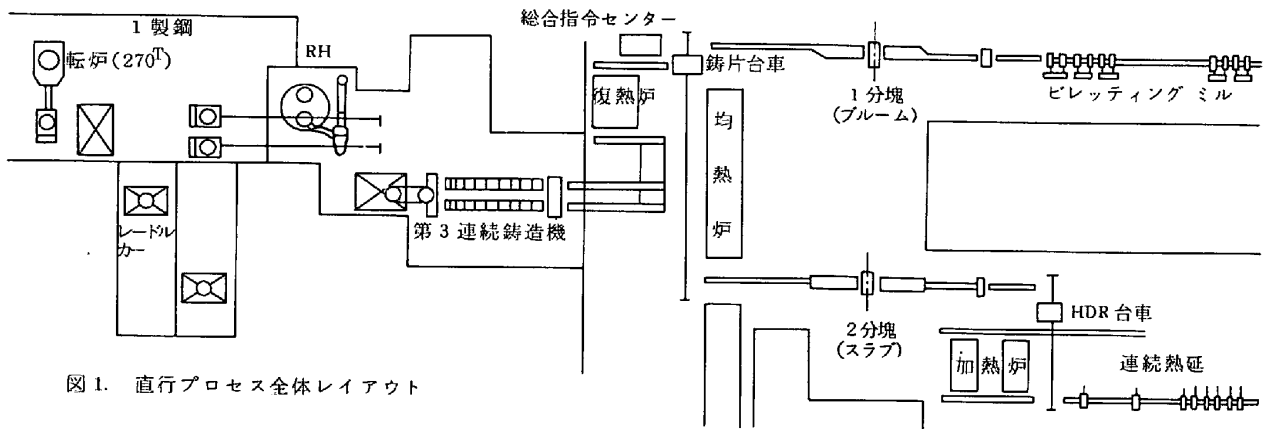 1 製鋼
転炉(270T)
RH
総合指令センター
鋳片台車
復熱炉
均熱炉
1分塊
(ブルーム)
ビレッティング ミル
レードル
カー
第3連続鋳造機
2分塊
(スラブ)
HDR台車
加熱炉
連続熱延
図1. 直行プロセス全体レイアウト